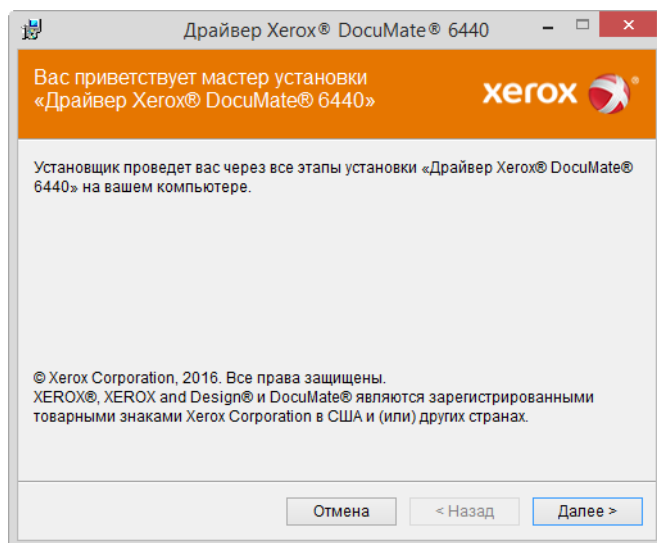 Драйвер Xerox® DocuMate® 6440
Вас приветствует мастер установки
«Драйвер Xerox® DocuMate® 6440»
xerox
Установщик проведет вас через все этапы установки «Драйвер Xerox® DocuMate®
6440» на вашем компьютере.
© Xerox Corporation, 2016. Все права защищены.
XEROX®, XEROX and Design® и DocuMate® являются зарегистрированными
товарными знаками Xerox Corporation в США и (или) других странах.
Отмена
< Назад
Далее >